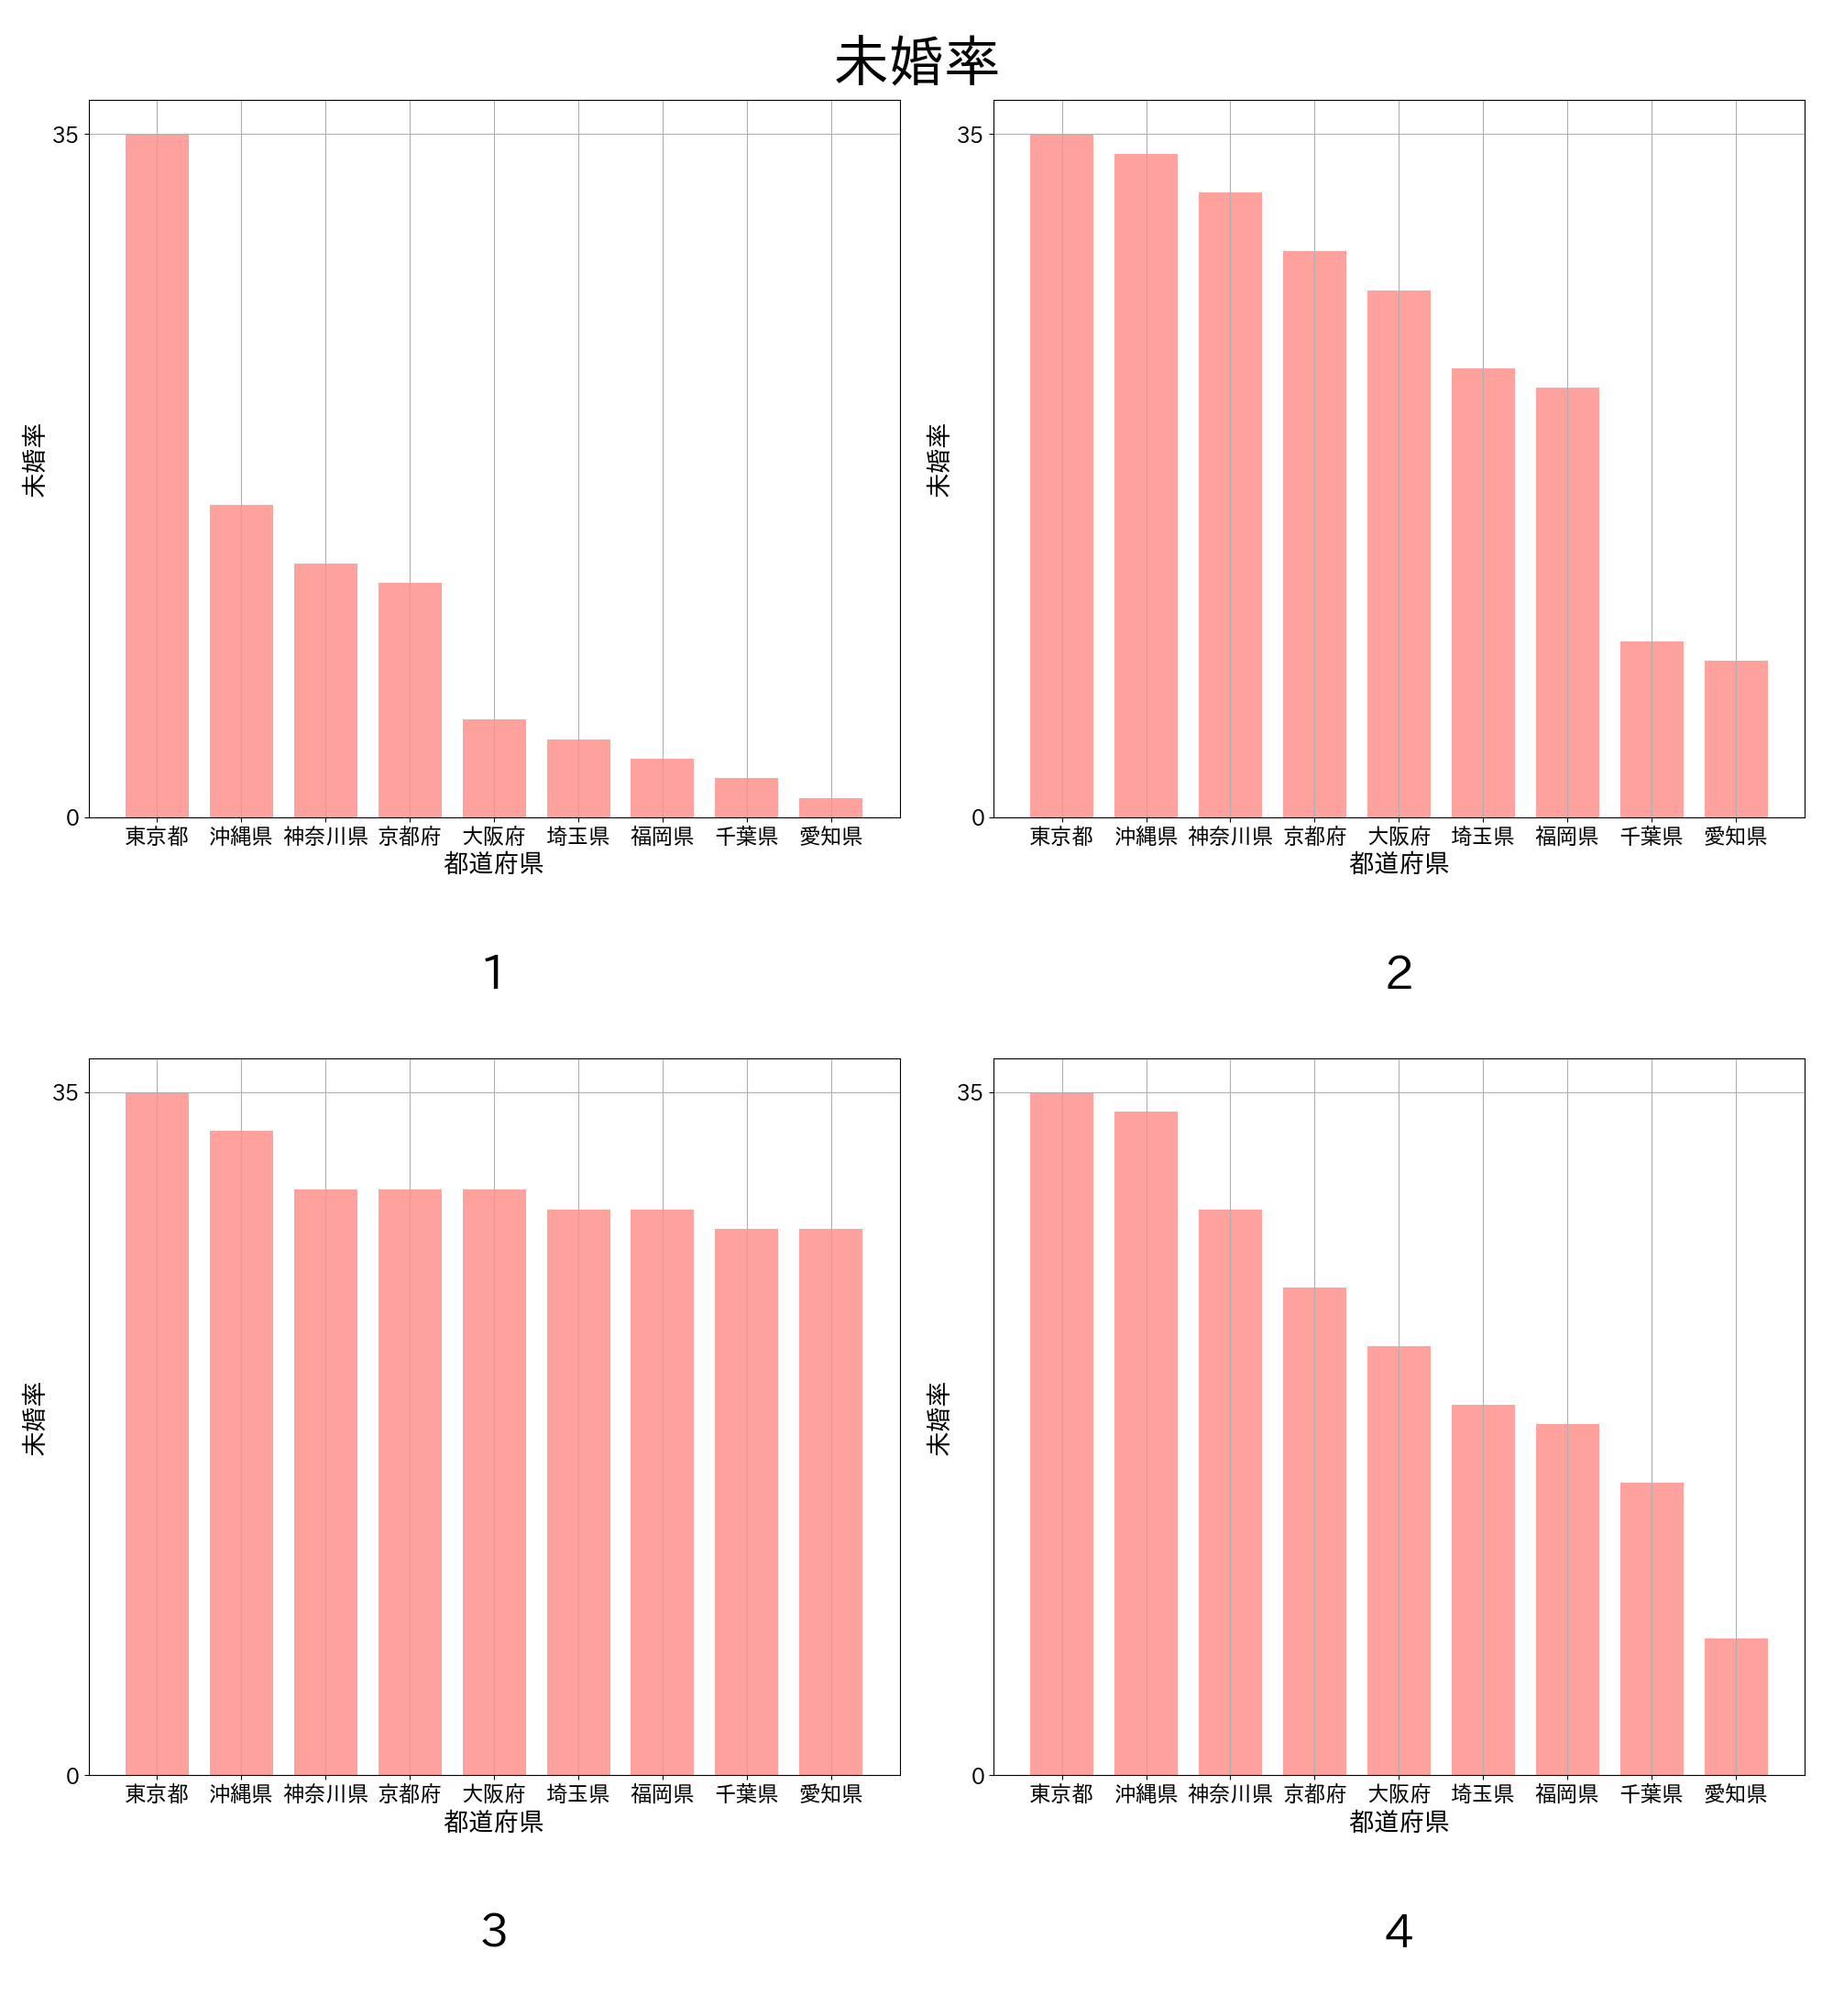 未婚率
35
0
未婚率
東京都 沖縄県 神奈川県 京都府 大阪府 埼玉県 福岡県 千葉県 愛知県
都道府県
1
35
0
未婚率
東京都 沖縄県 神奈川県 京都府 大阪府 埼玉県 福岡県 千葉県 愛知県
都道府県
2
35
0
未婚率
東京都 沖縄県 神奈川県 京都府 大阪府 埼玉県 福岡県 千葉県 愛知県
都道府県
3
35
0
未婚率
東京都 沖縄県 神奈川県 京都府 大阪府 埼玉県 福岡県 千葉県 愛知県
都道府県
4